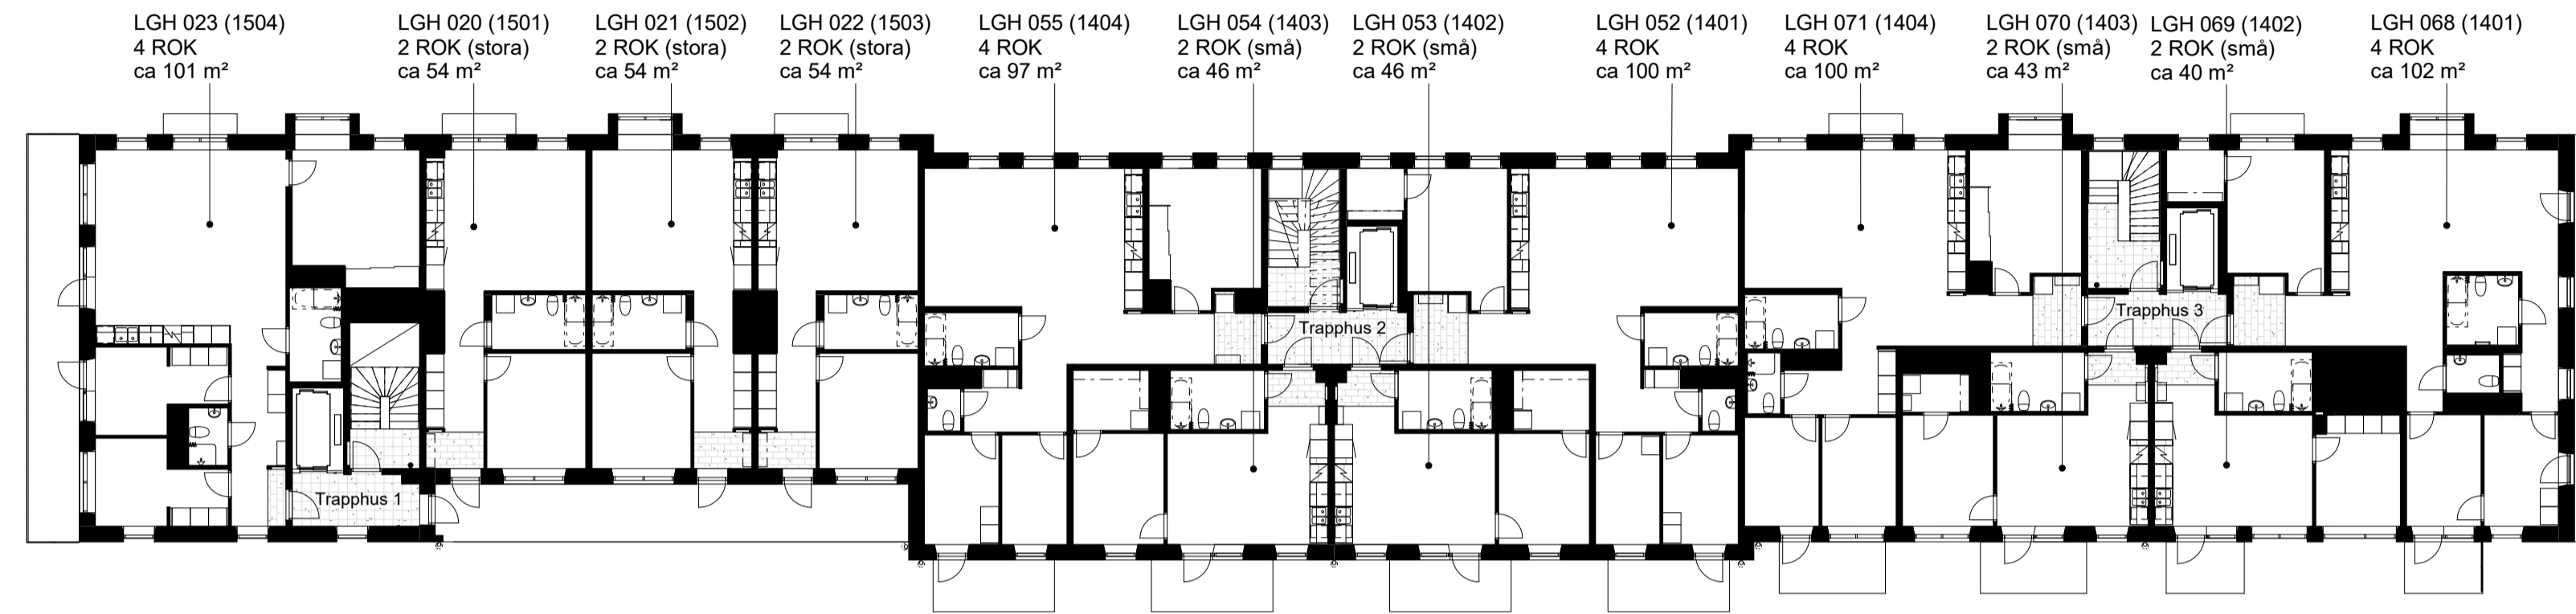 LGH 023 (1504)
4 ROK
ca 101 m²
LGH 020 (1501)
2 ROK (stora)
ca 54 m²
LGH 021 (1502)
2 ROK (stora)
ca 54 m²
LGH 022 (1503)
2 ROK (stora)
ca 54 m²
LGH 055 (1404)
4 ROK
ca 97 m²
LGH 054 (1403)
2 ROK (små)
ca 46 m²
LGH 053 (1402)
2 ROK (små)
ca 46 m²
LGH 052 (1401)
4 ROK
ca 100 m²
LGH 071 (1404)
4 ROK
ca 100 m²
LGH 070 (1403)
2 ROK (små)
ca 43 m²
LGH 069 (1402)
2 ROK (små)
ca 40 m²
LGH 068 (1401)
4 ROK
ca 102 m²
Trapphus 1
Trapphus 2
Trapphus 3